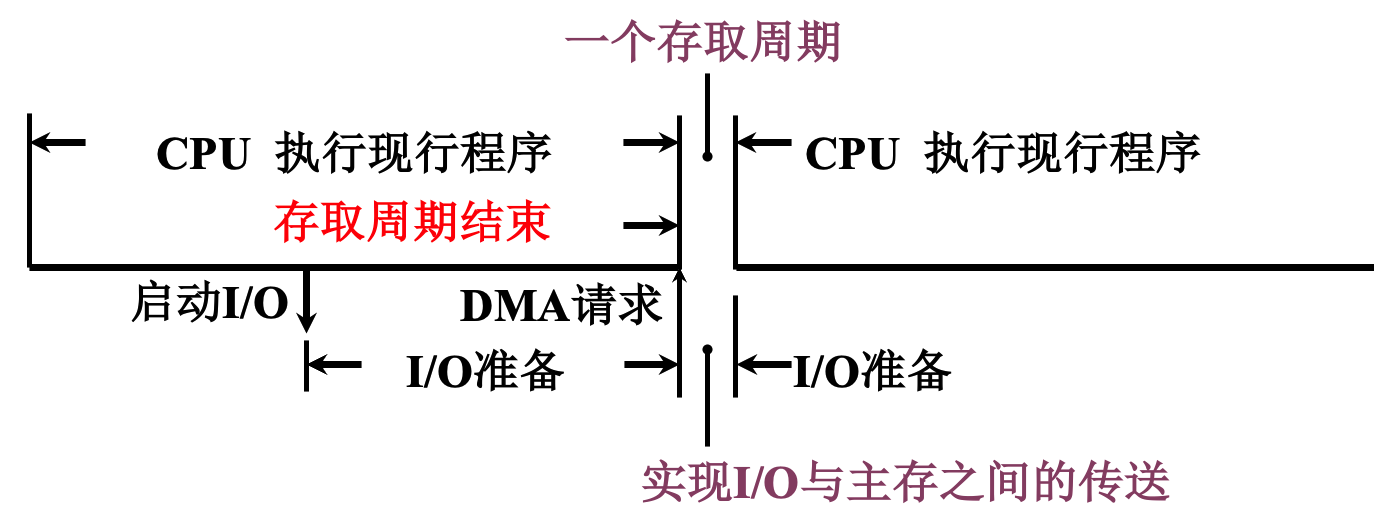 一个存取周期
CPU 执行现行程序
CPU 执行现行程序
存取周期结束
启动I/O
DMA请求
I/O准备
I/O准备
实现I/O与主存之间的传送